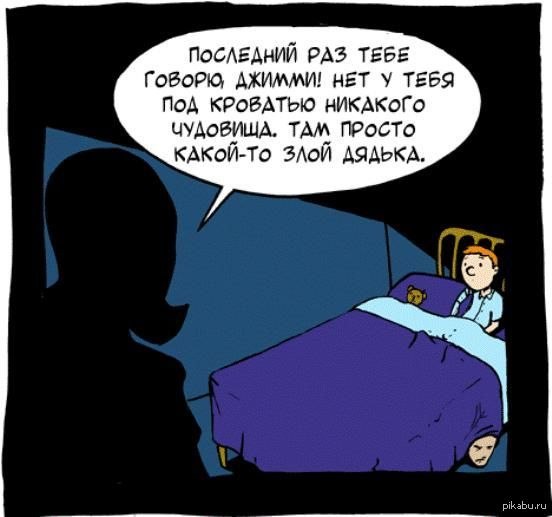 ПОСЛЕДНИЙ РАЗ ТЕБЕ
ГОВОРЮ, ДЖИММИ! НЕТ У ТЕБЯ
ПОД КРОВАТЬЮ НИКАКОГО
ЧУДОВИЩА. ТАМ ПРОСТО
КАКОЙ-ТО ЗЛОЙ ДЯДЬКА.
pikabu.ru